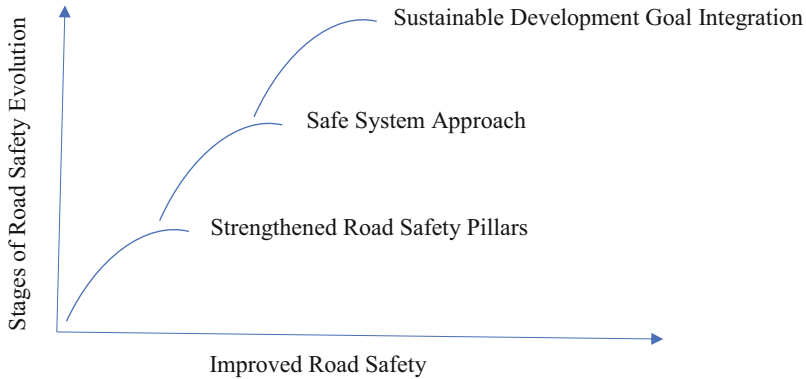 Sustainable Development Goal Integration
Safe System Approach
Strengthened Road Safety Pillars
Stages of Road Safety Evolution
Improved Road Safety